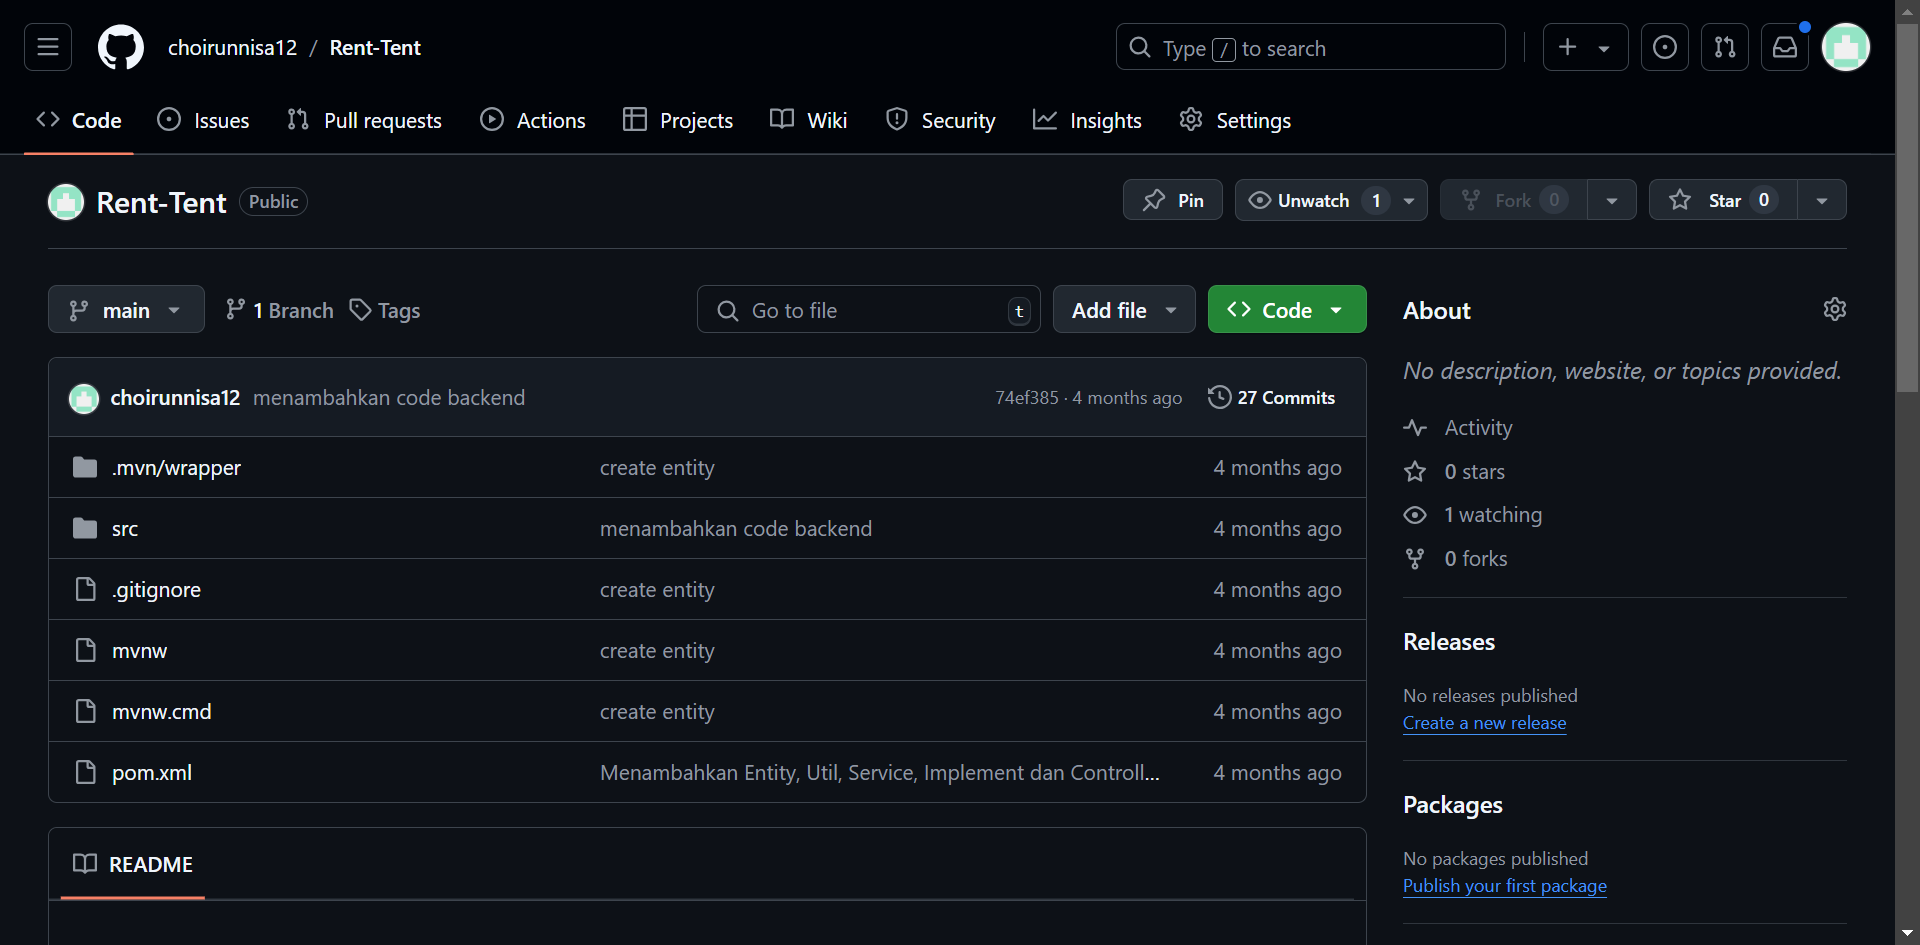 choirunnisa12 / Rent-Tent
Type / to search
Code Issues Pull requests Actions Projects Wiki Security Insights Settings
Rent-Tent Public
Pin Unwatch 1 Fork 0 Star 0
main 1 Branch Tags Go to file t Add file Code
choirunnisa12 menambahkan code backend 74ef385 · 4 months ago 27 Commits
.mvn/wrapper create entity 4 months ago
src menambahkan code backend 4 months ago
.gitignore create entity 4 months ago
mvnw create entity 4 months ago
mvnw.cmd create entity 4 months ago
pom.xml Menambahkan Entity, Util, Service, Implement dan Controll... 4 months ago
README
About
No description, website, or topics provided.
Activity
0 stars
1 watching
0 forks
Releases
No releases published
Create a new release
Packages
No packages published
Publish your first package